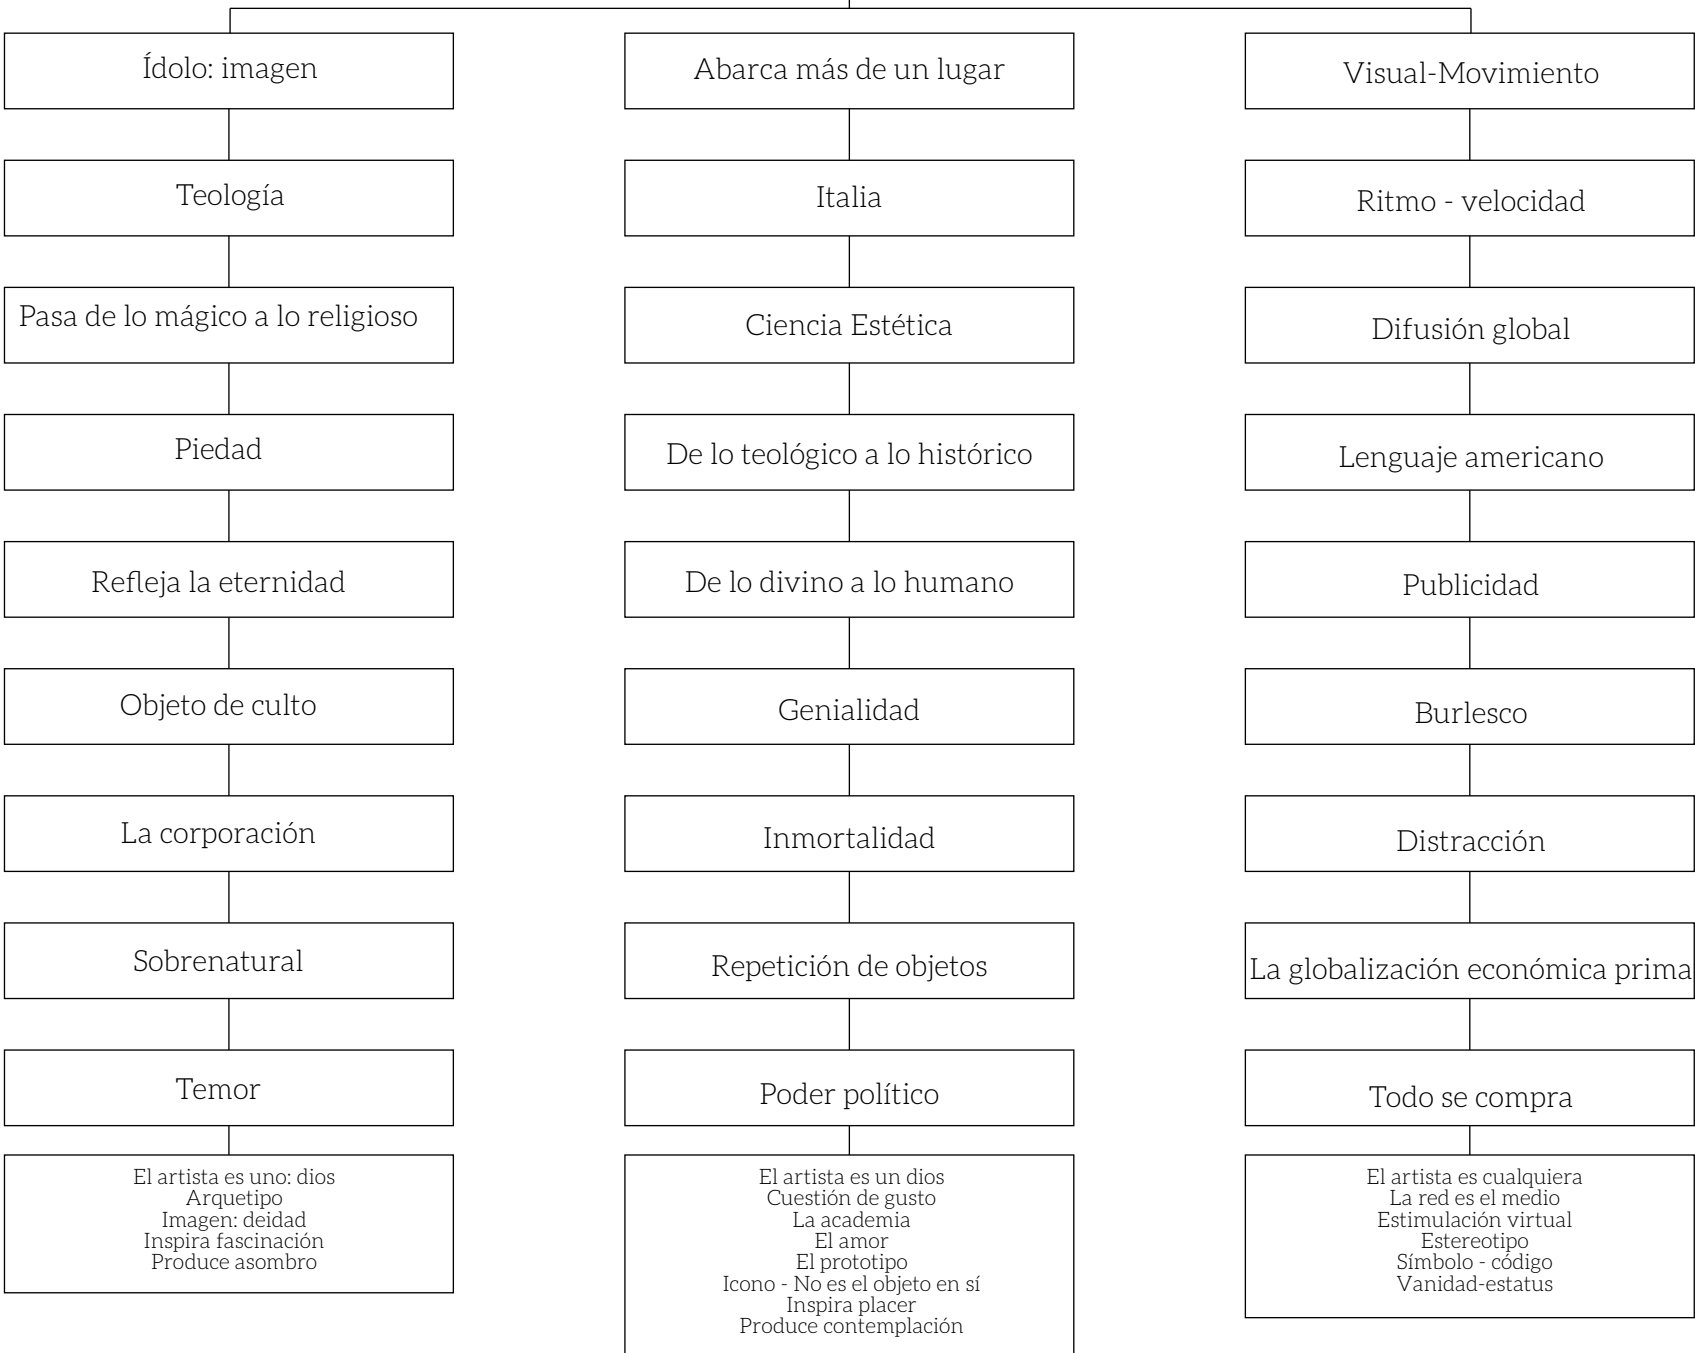 Ídolo: imagen
Teología
Pasa de lo mágico a lo religioso
Piedad
Refleja la eternidad
Objeto de culto
La corporación
Sobrenatural
Temor
El artista es uno: dios
Arquetipo
Imagen: deidad
Inspira fascinación
Produce asombro
Abarca más de un lugar
Italia
Ciencia Estética
De lo teológico a lo histórico
De lo divino a lo humano
Genialidad
Inmortalidad
Repetición de objetos
Poder político
El artista es un dios
Cuestión de gusto
La academia
El amor
El prototipo
Icono - No es el objeto en sí
Inspira placer
Produce contemplación
Visual-Movimiento
Ritmo - velocidad
Difusión global
Lenguaje americano
Publicidad
Burlesco
Distracción
La globalización económica prima
Todo se compra
El artista es cualquiera
La red es el medio
Estimulación virtual
Estereotipo
Símbolo - código
Vanidad-estatus